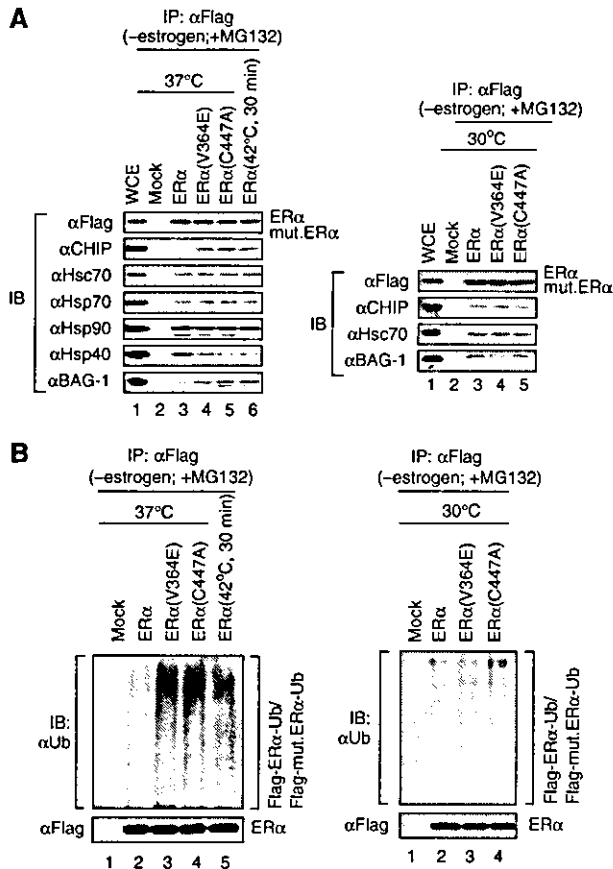 A
IP: αFlag
(–estrogen;+MG132)
37°C
WCE
Mock
ERα
ERα(V364E)
ERα(C447A)
ERα(42°C, 30 min)
IB
αFlag
αCHIP
αHsc70
αHsp70
αHsp90
αHsp40
αBAG-1
ERα
mut.ERα
1 2 3 4 5 6
IP: αFlag
(–estrogen; +MG132)
30°C
WCE
Mock
ERα
ERα(V364E)
ERα(C447A)
IB
αFlag
αCHIP
αHsc70
αBAG-1
ERα
mut.ERα
1 2 3 4 5
B
IP: αFlag
(–estrogen; +MG132)
37°C
Mock
ERα
ERα(V364E)
ERα(C447A)
ERα(42°C, 30 min)
IB:
αUb
Flag-ERα-Ub/
Flag-mut.ERα-Ub
αFlag
ERα
1 2 3 4 5
IP: αFlag
(–estrogen; +MG132)
30°C
Mock
ERα
ERα(V364E)
ERα(C447A)
IB:
αUb
Flag-ERα-Ub/
Flag-mut.ERα-Ub
αFlag
ERα
1 2 3 4